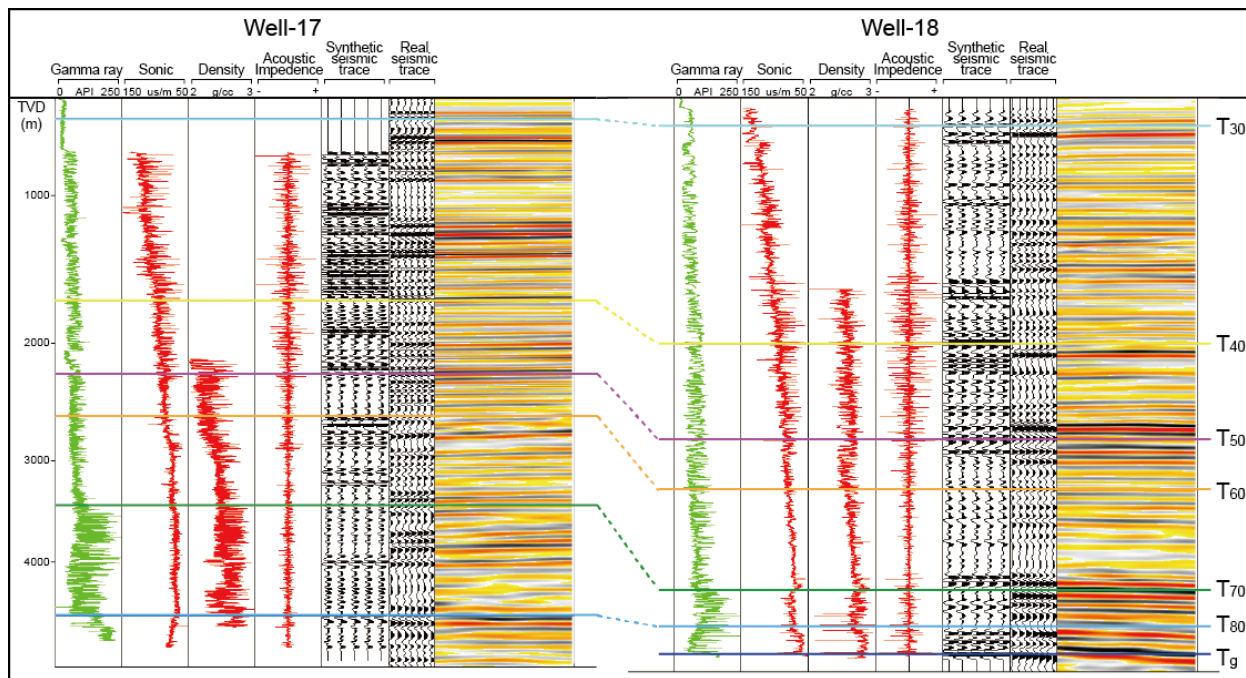 Well-17
Well-18
Gamma ray
Sonic
Density
Acoustic
Impedence
Synthetic
seismic
trace
Real
seismic
trace
Gamma ray
Sonic
Density
Acoustic
Impedence
Synthetic
seismic
trace
Real
seismic
trace
0 API 250
150 us/m 50
2 g/cc 3
- +
0 API 250
150 us/m 50
2 g/cc 3
- +
TVD
(m)
1000
2000
3000
4000
T30
T40
T50
T60
T70
T80
Tg